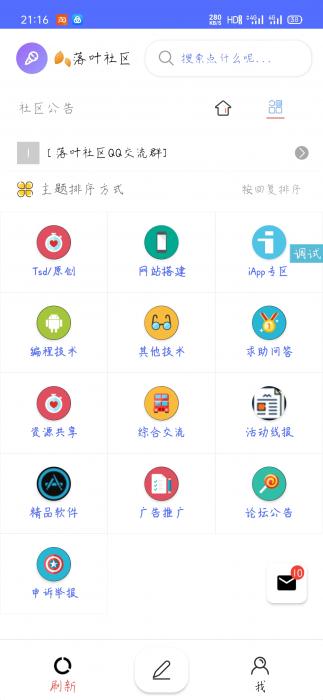 21:16
280 KB/S HD 4G 4G 30
落叶社区
搜索点什么呢...
社区公告
[ 落叶社区QQ交流群]
主题排序方式
按回复排序
Tsd/原创
网站搭建
iApp专区
调试
编程技术
其他技术
求助问答
资源共享
综合交流
活动线报
精品软件
广告推广
论坛公告
申诉举报
10
刷新
我